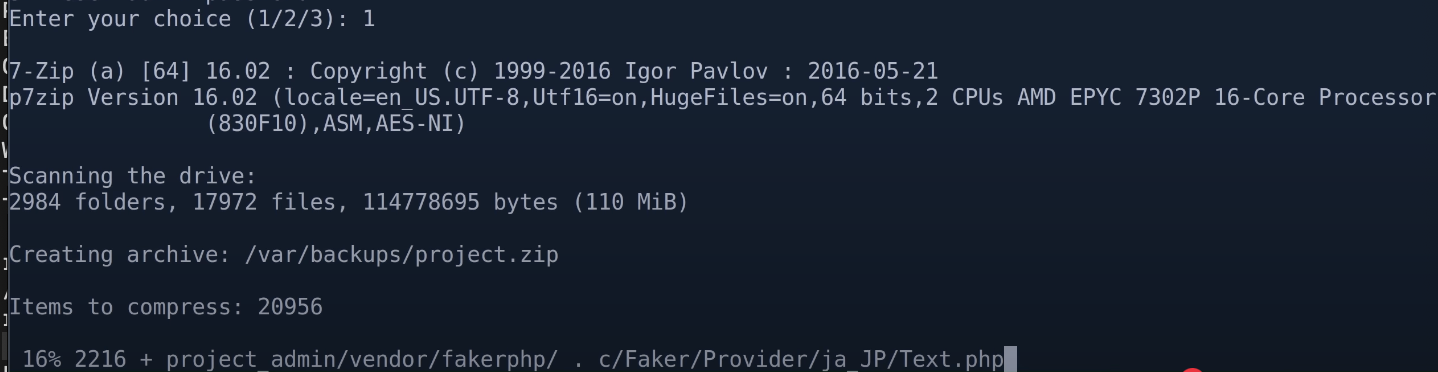 Enter your choice (1/2/3): 1
7-Zip (a) [64] 16.02 : Copyright (c) 1999-2016 Igor Pavlov : 2016-05-21
p7zip Version 16.02 (locale=en_US.UTF-8,Utf16=on,HugeFiles=on,64 bits,2 CPUs AMD EPYC 7302P 16-Core Processor
(830F10),ASM,AES-NI)
Scanning the drive:
2984 folders, 17972 files, 114778695 bytes (110 MiB)
Creating archive: /var/backups/project.zip
Items to compress: 20956
16% 2216 + project_admin/vendor/fakerphp/ . c/Faker/Provider/ja_JP/Text.php